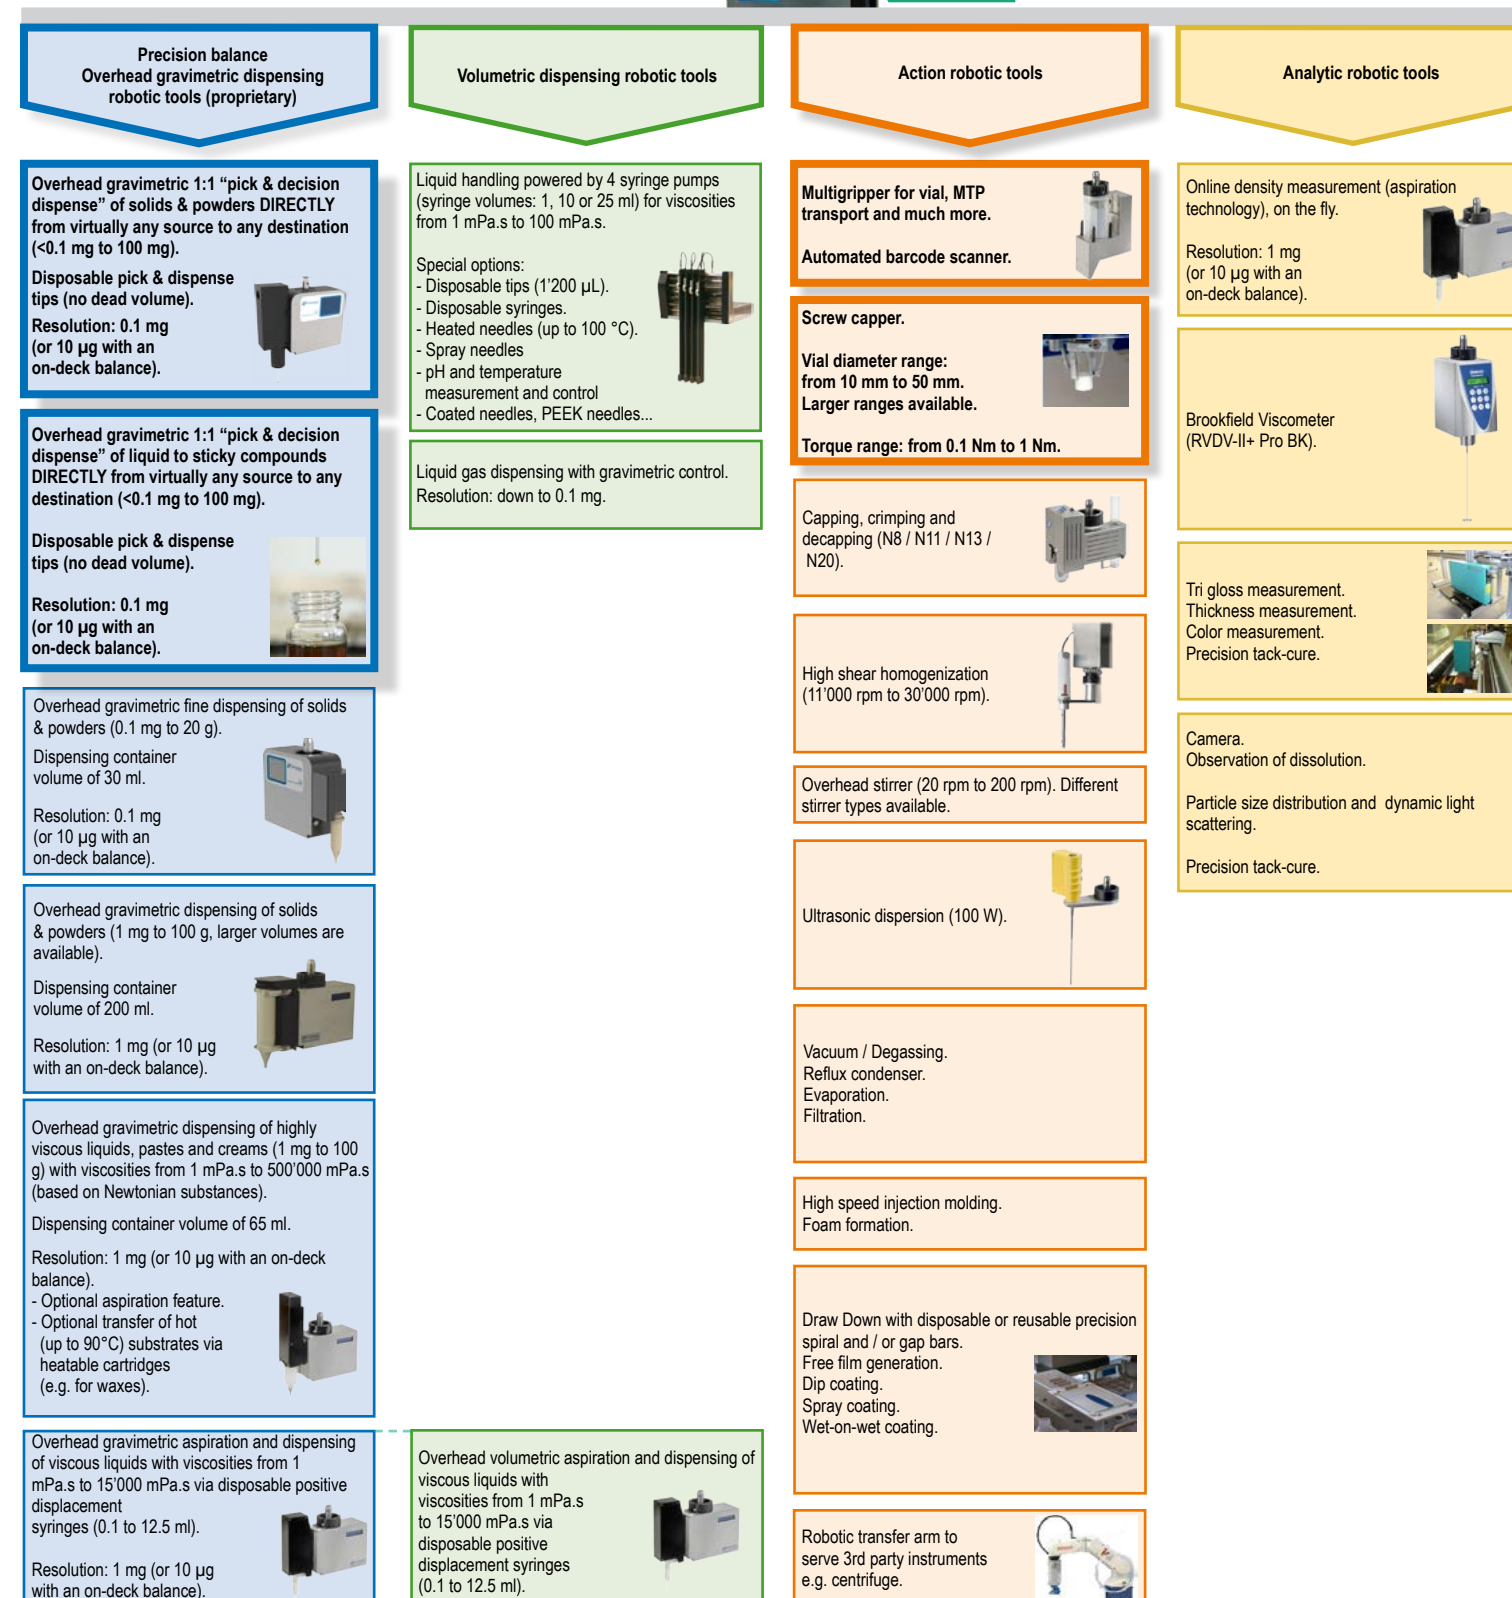 Precision balance
Overhead gravimetric dispensing
robotic tools (proprietary)
Overhead gravimetric 1:1 “pick & decision
dispense” of solids & powders DIRECTLY
from virtually any source to any destination
(<0.1 mg to 100 mg).
Disposable pick & dispense
tips (no dead volume).
Resolution: 0.1 mg
(or 10 µg with an
on-deck balance).
Overhead gravimetric 1:1 “pick & decision
dispense” of liquid to sticky compounds
DIRECTLY from virtually any source to any
destination (<0.1 mg to 100 mg).
Disposable pick & dispense
tips (no dead volume).
Resolution: 0.1 mg
(or 10 µg with an
on-deck balance).
Overhead gravimetric fine dispensing of solids
& powders (0.1 mg to 20 g).
Dispensing container
volume of 30 ml.
Resolution: 0.1 mg
(or 10 µg with an
on-deck balance).
Overhead gravimetric dispensing of solids
& powders (1 mg to 100 g, larger volumes are
available).
Dispensing container
volume of 200 ml.
Resolution: 1 mg (or 10 µg
with an on-deck balance).
Overhead gravimetric dispensing of highly
viscous liquids, pastes and creams (1 mg to 100
g) with viscosities from 1 mPa.s to 500’000 mPa.s
(based on Newtonian substances).
Dispensing container volume of 65 ml.
Resolution: 1 mg (or 10 µg with an on-deck
balance).
- Optional aspiration feature.
- Optional transfer of hot
(up to 90°C) substrates via
heatable cartridges
(e.g. for waxes).
Overhead gravimetric aspiration and dispensing
of viscous liquids with viscosities from 1
mPa.s to 15’000 mPa.s via disposable positive
displacement
syringes (0.1 to 12.5 ml).
Resolution: 1 mg (or 10 µg
with an on-deck balance).
Volumetric dispensing robotic tools
Liquid handling powered by 4 syringe pumps
(syringe volumes: 1, 10 or 25 ml) for viscosities
from 1 mPa.s to 100 mPa.s.
Special options:
- Disposable tips (1’200 µL).
- Disposable syringes.
- Heated needles (up to 100 °C).
- Spray needles
- pH and temperature
measurement and control
- Coated needles, PEEK needles...
Liquid gas dispensing with gravimetric control.
Resolution: down to 0.1 mg.
Overhead volumetric aspiration and dispensing of
viscous liquids with
viscosities from 1 mPa.s
to 15’000 mPa.s via
disposable positive
displacement syringes
(0.1 to 12.5 ml).
Action robotic tools
Multigripper for vial, MTP
transport and much more.
Automated barcode scanner.
Screw capper.
Vial diameter range:
from 10 mm to 50 mm.
Larger ranges available.
Torque range: from 0.1 Nm to 1 Nm.
Capping, crimping and
decapping (N8 / N11 / N13 /
N20).
High shear homogenization
(11’000 rpm to 30’000 rpm).
Overhead stirrer (20 rpm to 200 rpm). Different
stirrer types available.
Ultrasonic dispersion (100 W).
Vacuum / Degassing.
Reflux condenser.
Evaporation.
Filtration.
High speed injection molding.
Foam formation.
Draw Down with disposable or reusable precision
spiral and / or gap bars.
Free film generation.
Dip coating.
Spray coating.
Wet-on-wet coating.
Robotic transfer arm to
serve 3rd party instruments
e.g. centrifuge.
Analytic robotic tools
Online density measurement (aspiration
technology), on the fly.
Resolution: 1 mg
(or 10 µg with an
on-deck balance).
Brookfield Viscometer
(RVDV-II+ Pro BK).
Tri gloss measurement.
Thickness measurement.
Color measurement.
Precision tack-cure.
Camera.
Observation of dissolution.
Particle size distribution and  dynamic light
scattering.
Precision tack-cure.